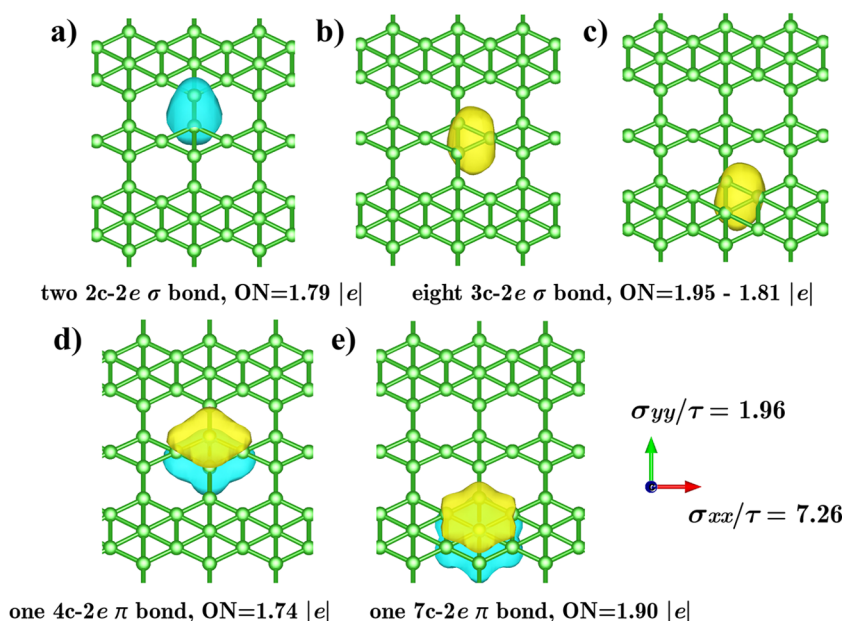 a)
b)
c)
two 2c-2e σ bond, ON=1.79 |e|
eight 3c-2e σ bond, ON=1.95 - 1.81 |e|
d)
e)
σyy/τ = 1.96
σxx/τ = 7.26
one 4c-2e π bond, ON=1.74 |e|
one 7c-2e π bond, ON=1.90 |e|